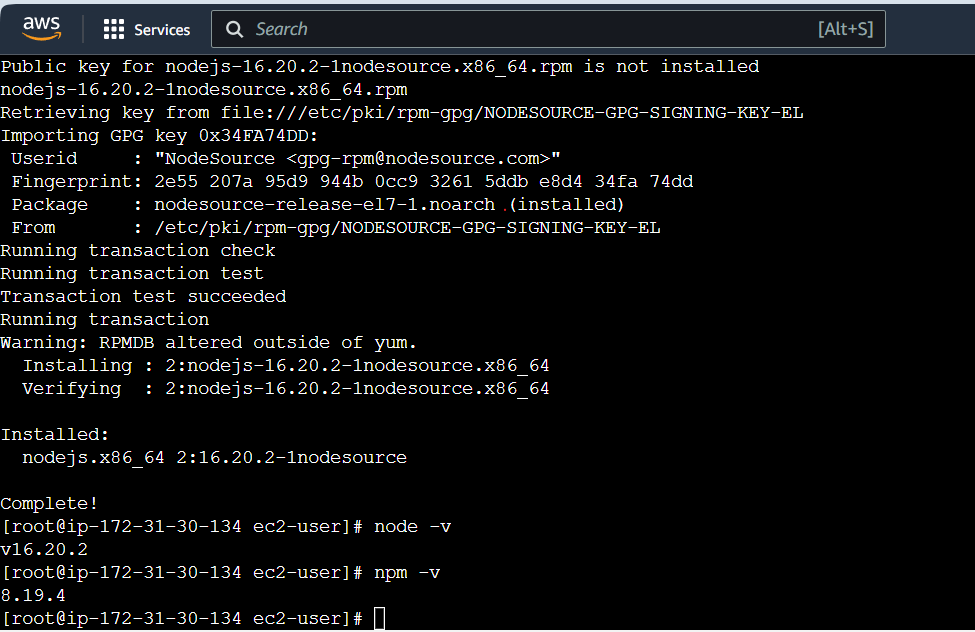 aws
Services
Search
[Alt+S]
Public key for nodejs-16.20.2-1nodesource.x86_64.rpm is not installed
nodejs-16.20.2-1nodesource.x86_64.rpm
Retrieving key from file:///etc/pki/rpm-gpg/NODESOURCE-GPG-SIGNING-KEY-EL
Importing GPG key 0x34FA74DD:
 Userid     : "NodeSource <gpg-rpm@nodesource.com>"
 Fingerprint: 2e55 207a 95d9 944b 0cc9 3261 5ddb e8d4 34fa 74dd
 Package    : nodesource-release-el7-1.noarch (installed)
 From       : /etc/pki/rpm-gpg/NODESOURCE-GPG-SIGNING-KEY-EL
Running transaction check
Running transaction test
Transaction test succeeded
Running transaction
Warning: RPMDB altered outside of yum.
  Installing : 2:nodejs-16.20.2-1nodesource.x86_64
  Verifying  : 2:nodejs-16.20.2-1nodesource.x86_64
Installed:
  nodejs.x86_64 2:16.20.2-1nodesource
Complete!
[root@ip-172-31-30-134 ec2-user]# node -v
v16.20.2
[root@ip-172-31-30-134 ec2-user]# npm -v
8.19.4
[root@ip-172-31-30-134 ec2-user]#